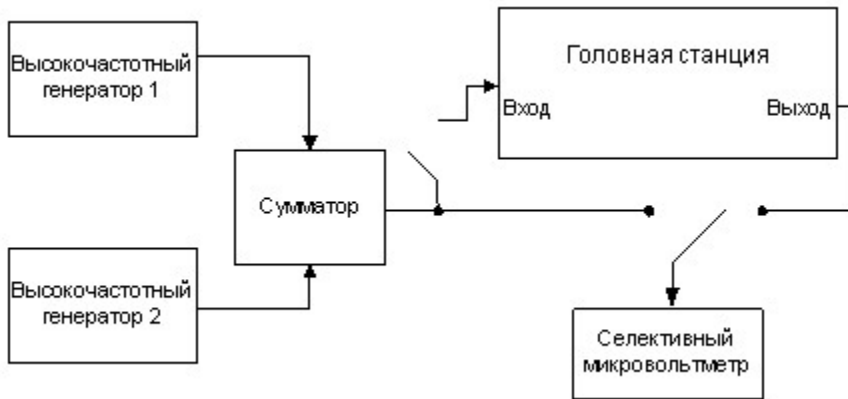 Высокочастотный
генератор 1
Головная станция
Вход
Выход
Сумматор
Высокочастотный
генератор 2
Селективный
микровольтметр